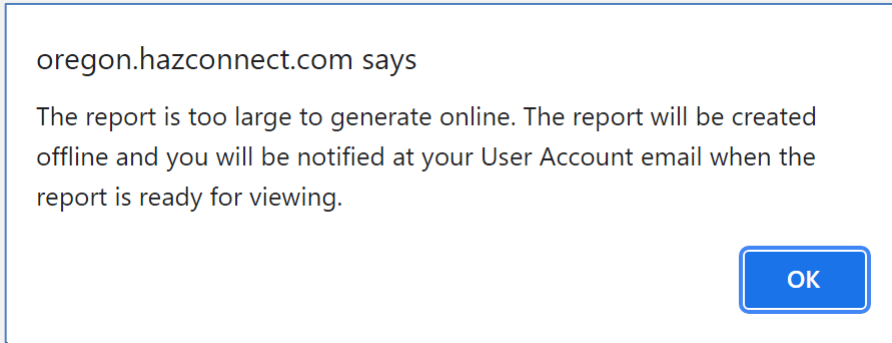 oregon.hazconnect.com says
The report is too large to generate online. The report will be created
offline and you will be notified at your User Account email when the
report is ready for viewing.
OK